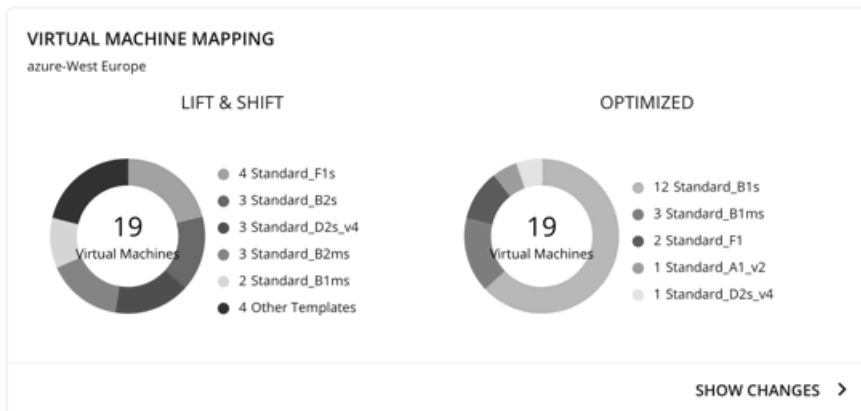 VIRTUAL MACHINE MAPPING
azure-West Europe
LIFT & SHIFT
19
Virtual Machines
4 Standard_F1s
3 Standard_B2s
3 Standard_D2s_v4
3 Standard_B2ms
2 Standard_B1ms
4 Other Templates
OPTIMIZED
19
Virtual Machines
12 Standard_B1s
3 Standard_B1ms
2 Standard_F1
1 Standard_A1_v2
1 Standard_D2s_v4
SHOW CHANGES